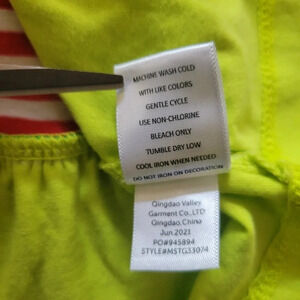 MACHINE WASH COLD
WITH LIKE COLORS
GENTLE CYCLE
USE NON-CHLORINE
BLEACH ONLY
TUMBLE DRY LOW
COOL IRON WHEN NEEDED
DO NOT IRON ON DECORATION
Qingdao Valley
Garment Co.,LTD
Qingdao,China
Jun.2021
PO#945894
STYLE#MSTG33074